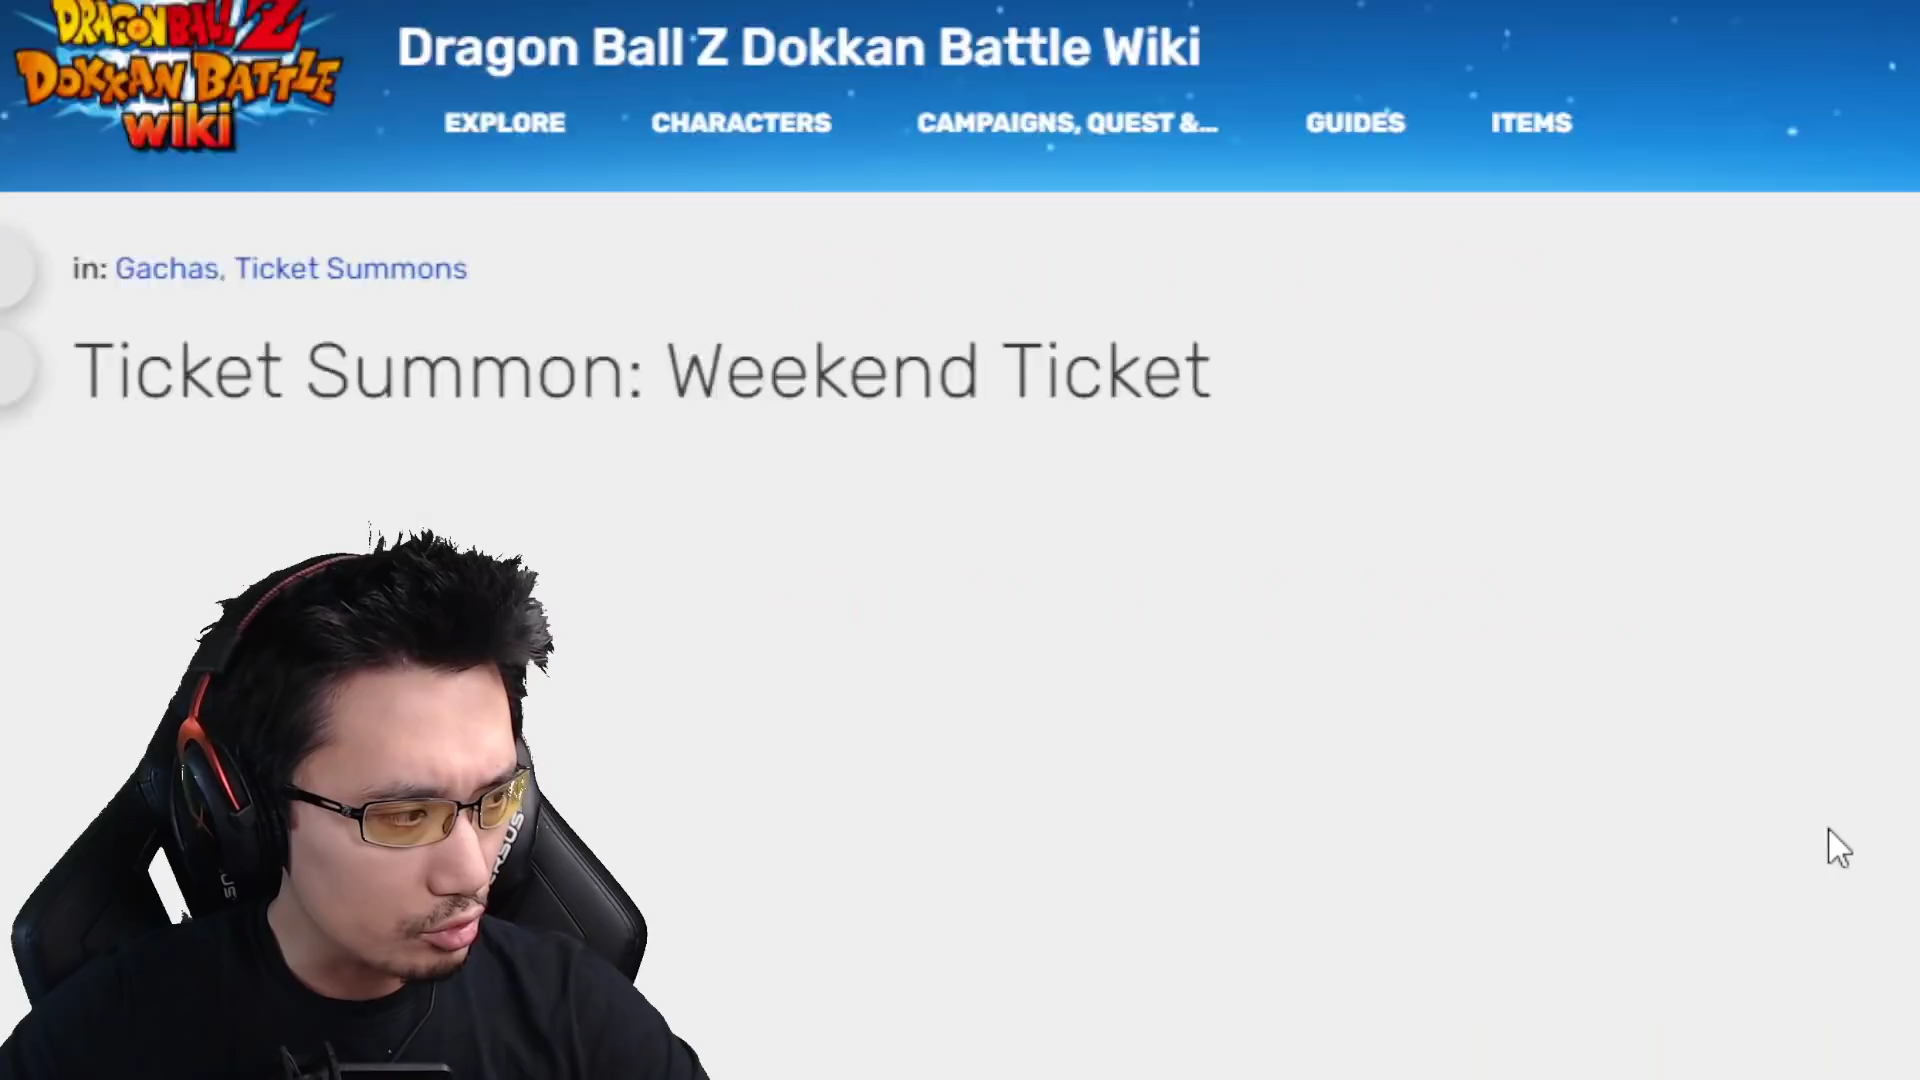 DRAGON BALL Z
DOKKAN BATTLE
wiki
Dragon Ball Z Dokkan Battle Wiki
EXPLORE
CHARACTERS
CAMPAIGNS, QUEST &...
GUIDES
ITEMS
in: Gachas, Ticket Summons
Ticket Summon: Weekend Ticket